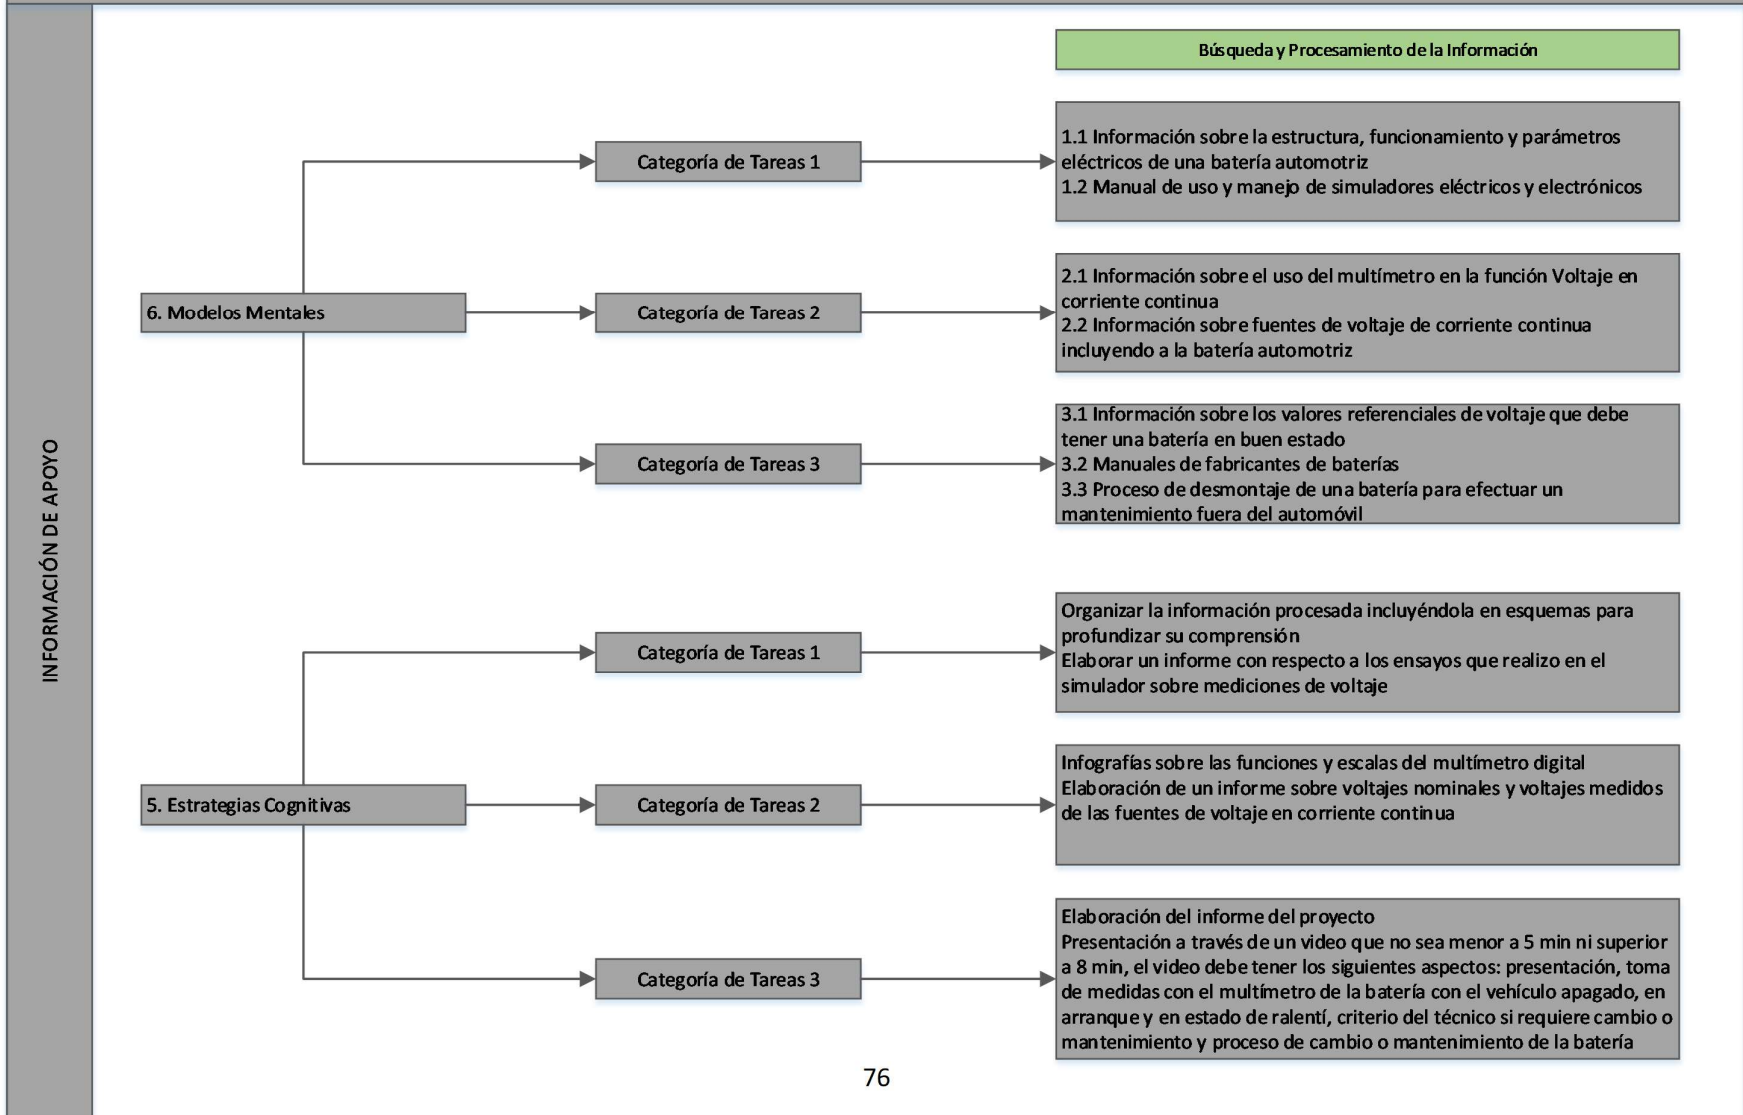 INFORMACIÓN DE APOYO
Búsqueda y Procesamiento de la Información
6. Modelos Mentales
Categoría de Tareas 1
1.1 Información sobre la estructura, funcionamiento y parámetros
eléctricos de una batería automotriz
1.2 Manual de uso y manejo de simuladores eléctricos y electrónicos
Categoría de Tareas 2
2.1 Información sobre el uso del multímetro en la función Voltaje en
corriente continua
2.2 Información sobre fuentes de voltaje de corriente continua
incluyendo a la batería automotriz
Categoría de Tareas 3
3.1 Información sobre los valores referenciales de voltaje que debe
tener una batería en buen estado
3.2 Manuales de fabricantes de baterías
3.3 Proceso de desmontaje de una batería para efectuar un
mantenimiento fuera del automóvil
5. Estrategias Cognitivas
Categoría de Tareas 1
Organizar la información procesada incluyéndola en esquemas para
profundizar su comprensión
Elaborar un informe con respecto a los ensayos que realizo en el
simulador sobre mediciones de voltaje
Categoría de Tareas 2
Infografías sobre las funciones y escalas del multímetro digital
Elaboración de un informe sobre voltajes nominales y voltajes medidos
de las fuentes de voltaje en corriente continua
Categoría de Tareas 3
Elaboración del informe del proyecto
Presentación a través de un video que no sea menor a 5 min ni superior
a 8 min, el video debe tener los siguientes aspectos: presentación, toma
de medidas con el multímetro de la batería con el vehículo apagado, en
arranque y en estado de ralentí, criterio del técnico si requiere cambio o
mantenimiento y proceso de cambio o mantenimiento de la batería
76